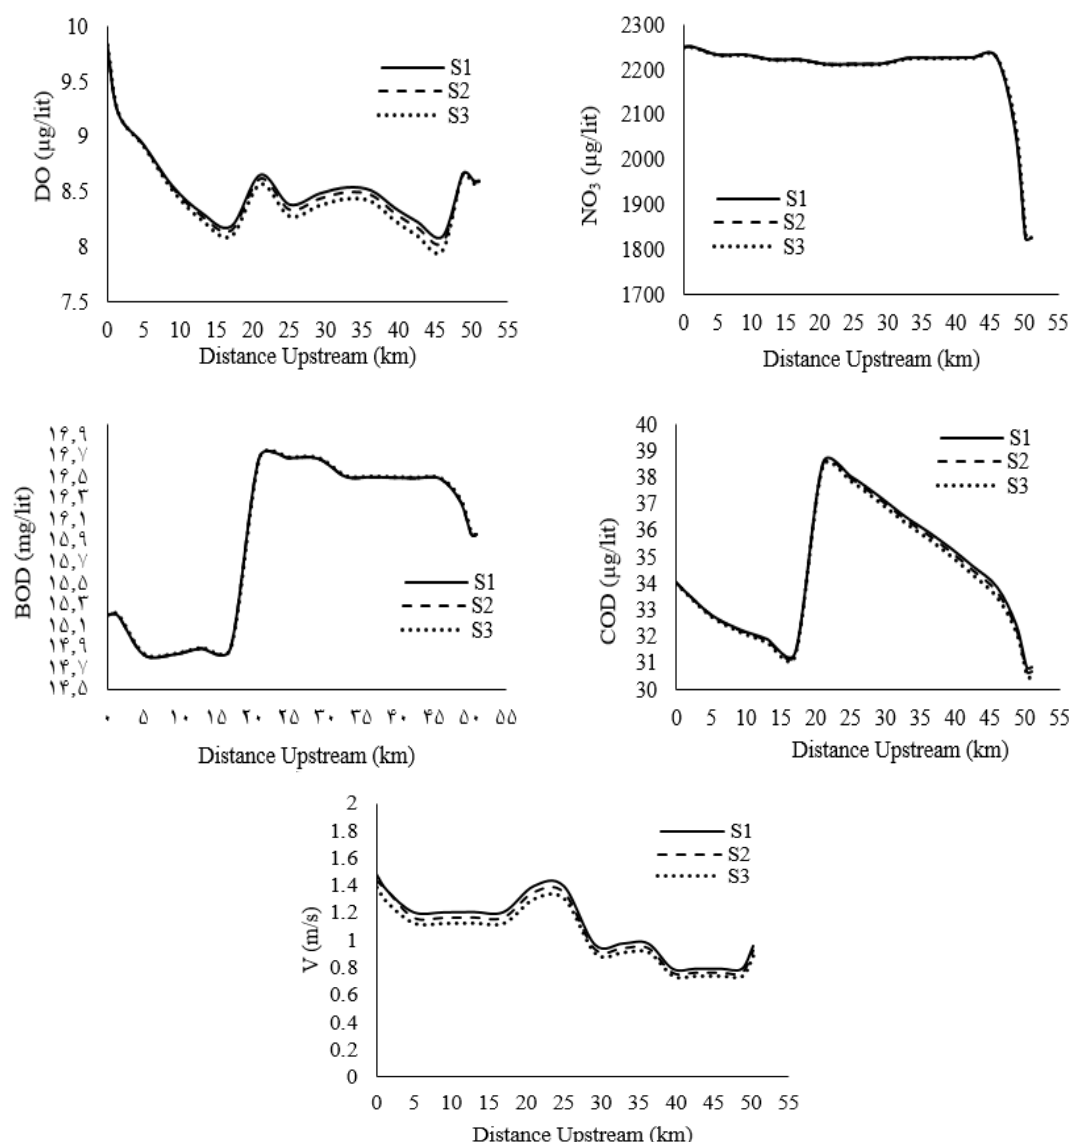 10
9.5
9
8.5
8
7.5
DO (µg/lit)
S1
S2
S3
0 5 10 15 20 25 30 35 40 45 50 55
Distance Upstream (km)
2300
2200
2100
2000
1900
1800
1700
NO3 (µg/lit)
S1
S2
S3
0 5 10 15 20 25 30 35 40 45 50 55
Distance Upstream (km)
۱۶,۹
۱۶,۷
۱۶,۵
۱۶,۳
۱۶,۱
۱۵,۹
۱۵,۷
۱۵,۵
۱۵,۳
۱۵,۱
۱۴,۹
۱۴,۷
۱۴,۵
BOD (mg/lit)
S1
S2
S3
۰ ۵ ۱۰ ۱۵ ۲۰ ۲۵ ۳۰ ۳۵ ۴۰ ۴۵ ۵۰ ۵۵
Distance Upstream (km)
40
39
38
37
36
35
34
33
32
31
30
COD (µg/lit)
S1
S2
S3
0 5 10 15 20 25 30 35 40 45 50 55
Distance Upstream (km)
2
1.8
1.6
1.4
1.2
1
0.8
0.6
0.4
0.2
0
V (m/s)
S1
S2
S3
0 5 10 15 20 25 30 35 40 45 50 55
Distance Upstream (km)